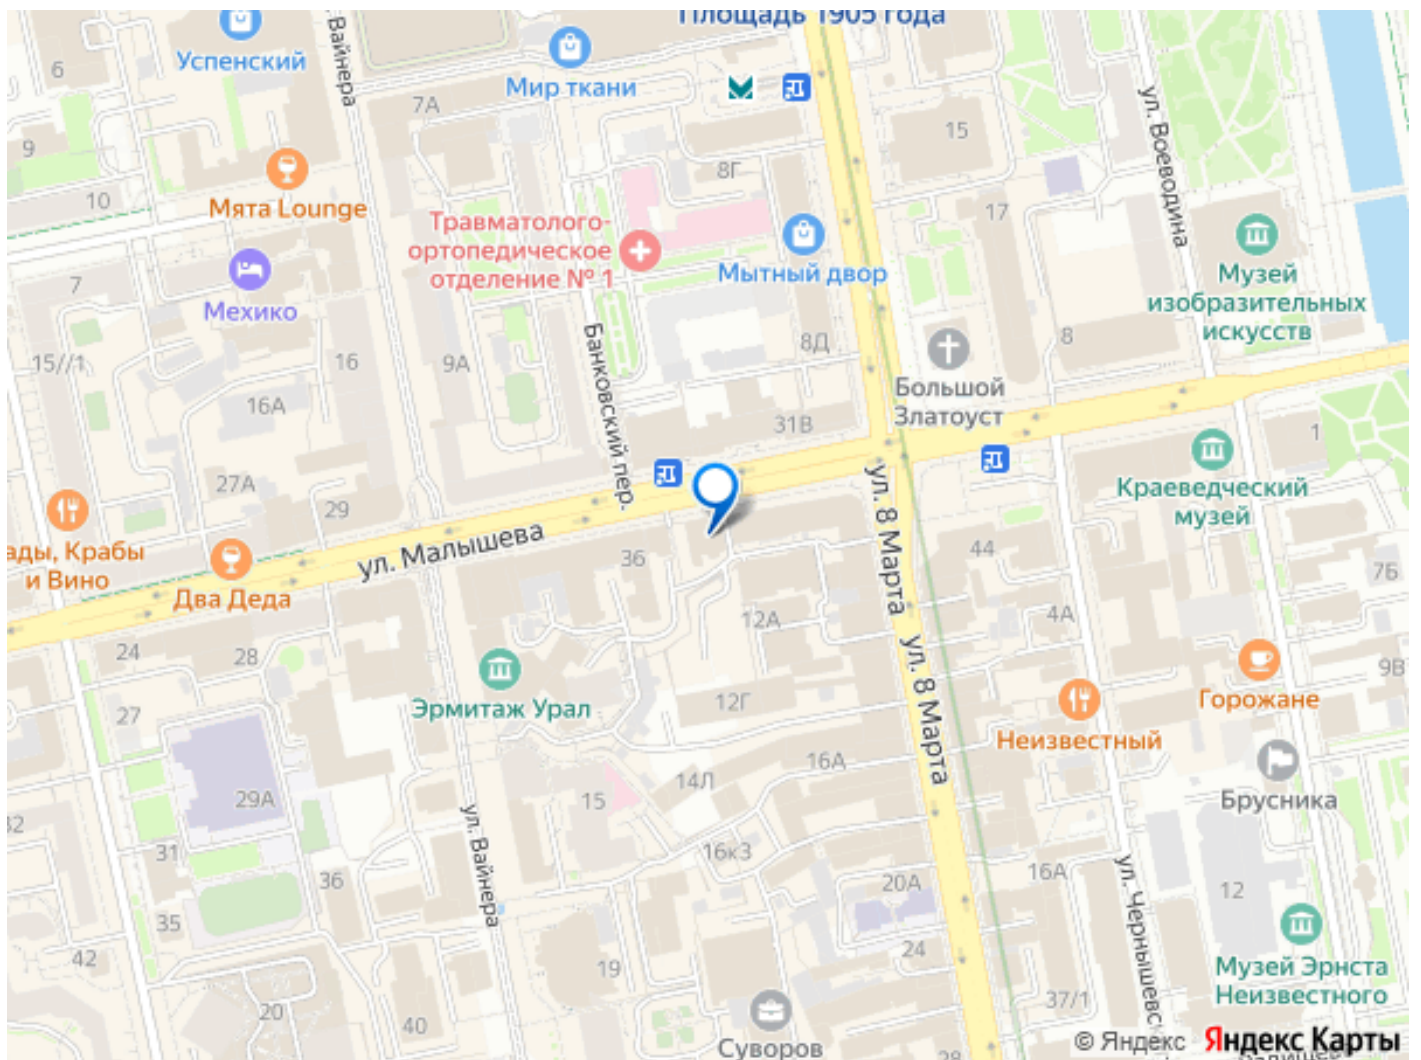 Площадь 1905 года
Успенский
Вайнера
6
Мир ткани
7А
15
ул. Воеводина
9
8Г
10
Мята Lounge
17
Травматолого-
ортопедическое
отделение № 1
Мытный двор
Музей
изобразительных
искусств
7
Мехико
15//1
16
9А
Банковский пер.
8Д
8
Большой
Златоуст
16А
31В
1
27А
29
Краеведческий
музей
ады, Крабы
и Вино
ул. Малышева
ул. 8 Марта
Два Деда
36
44
7Б
12А
4А
24
28
ул. 8 Марта
Эрмитаж Урал
12Г
Горожане
9В
27
Неизвестный
16А
14Л
Брусника
29А
15
32
ул. Вайнера
31
16к3
36
20А
16А
ул. Чернышевс
12
35
24
42
19
Музей Эрнста
Неизвестного
20
40
37/1
Суворов
28
© Яндекс Яндекс Карты